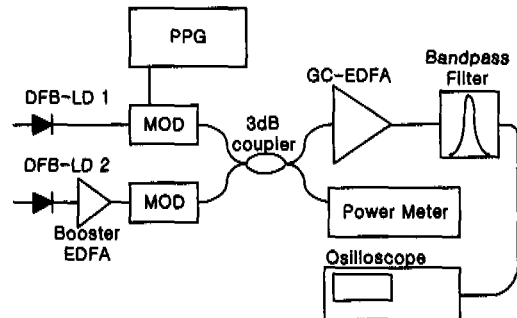 PPG
GC-EDFA
Bandpass
Filter
DFB-LD 1
MOD
3dB
coupler
DFB-LD 2
MOD
Booster
EDFA
Power Meter
Osilloscope